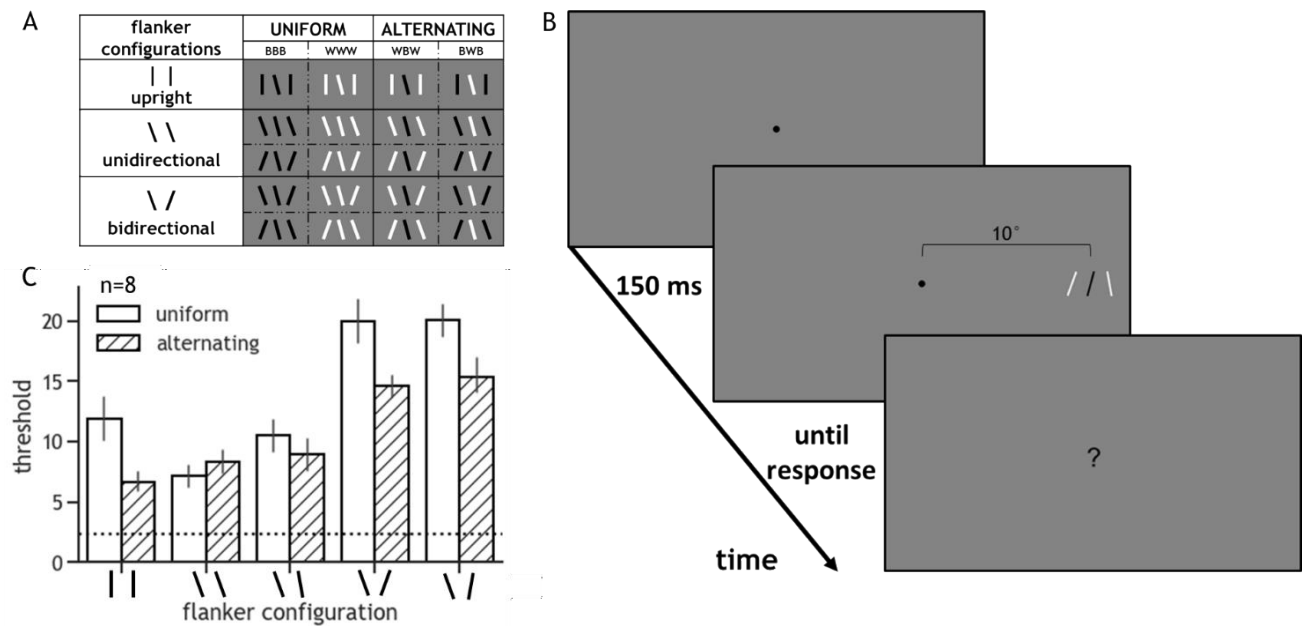 A
flanker configurations
UNIFORM
ALTERNATING
BBB
WWW
WBW
BWB
upright
unidirectional
bidirectional
B
10°
150 ms
until
response
?
time
C
n=8
uniform
alternating
threshold
20
15
10
5
0
flanker configuration